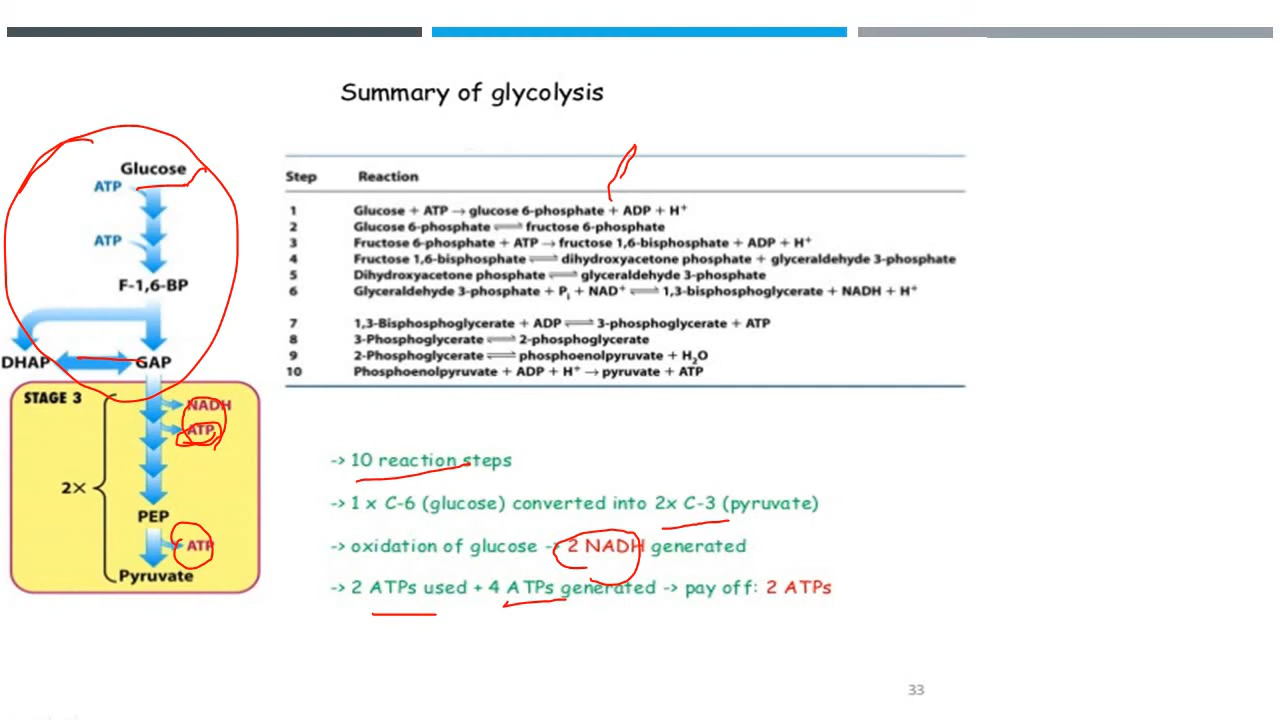 Summary of glycolysis
Glucose
ATP
ATP
F-1,6-BP
DHAP
GAP
STAGE 3
NADH
ATP
2X
PEP
ATP
Pyruvate
Step Reaction
1 Glucose + ATP → glucose 6-phosphate + ADP + H⁺
2 Glucose 6-phosphate ⇌ fructose 6-phosphate
3 Fructose 6-phosphate + ATP → fructose 1,6-bisphosphate + ADP + H⁺
4 Fructose 1,6-bisphosphate ⇌ dihydroxyacetone phosphate + glyceraldehyde 3-phosphate
5 Dihydroxyacetone phosphate ⇌ glyceraldehyde 3-phosphate
6 Glyceraldehyde 3-phosphate + Pᵢ + NAD⁺ ⇌ 1,3-bisphosphoglycerate + NADH + H⁺
7 1,3-Bisphosphoglycerate + ADP ⇌ 3-phosphoglycerate + ATP
8 3-Phosphoglycerate ⇌ 2-phosphoglycerate
9 2-Phosphoglycerate ⇌ phosphoenolpyruvate + H₂O
10 Phosphoenolpyruvate + ADP + H⁺ → pyruvate + ATP
-> 10 reaction steps
-> 1 x C-6 (glucose) converted into 2x C-3 (pyruvate)
-> oxidation of glucose -> 2 NADH generated
-> 2 ATPs used + 4 ATPs generated -> pay off: 2 ATPs
33